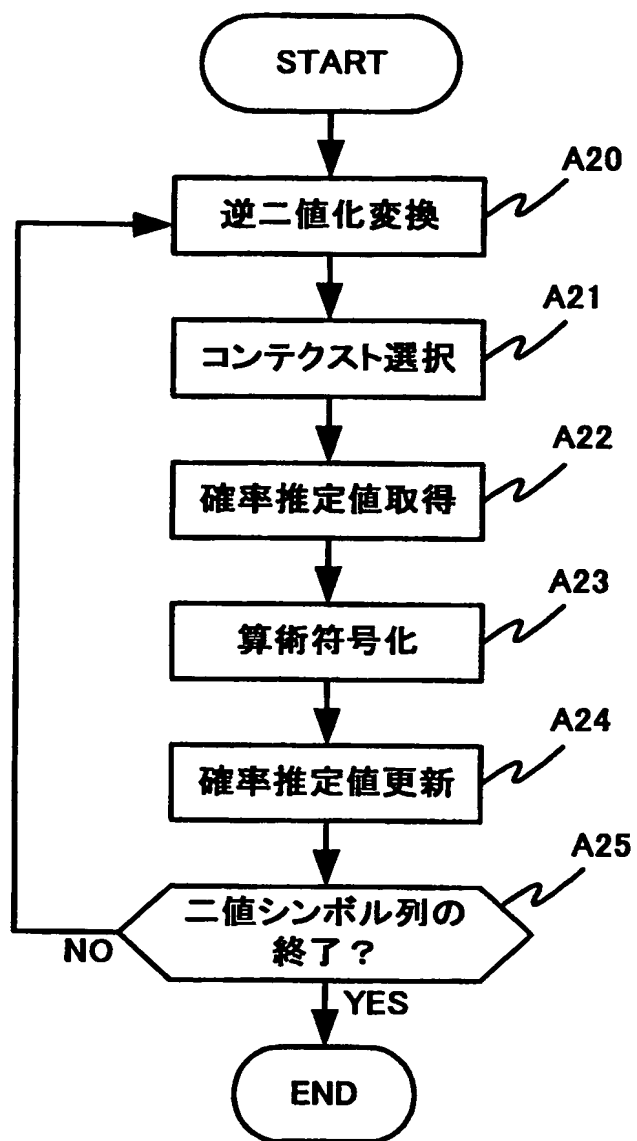 START
A20
逆二値化変換
A21
コンテクスト選択
A22
確率推定値取得
A23
算術符号化
A24
確率推定値更新
A25
二値シンボル列の
終了？
NO
YES
END